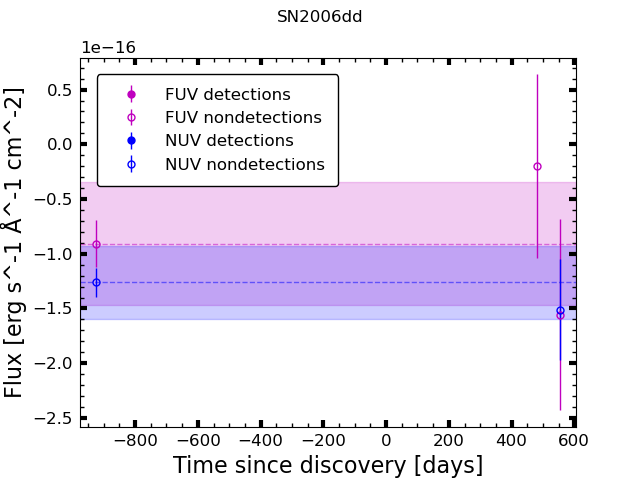 SN2006dd
1e−16
Flux [erg s^-1 Å^-1 cm^-2]
0.5
0.0
−0.5
−1.0
−1.5
−2.0
−2.5
FUV detections
FUV nondetections
NUV detections
NUV nondetections
−800 −600 −400 −200 0 200 400 600
Time since discovery [days]